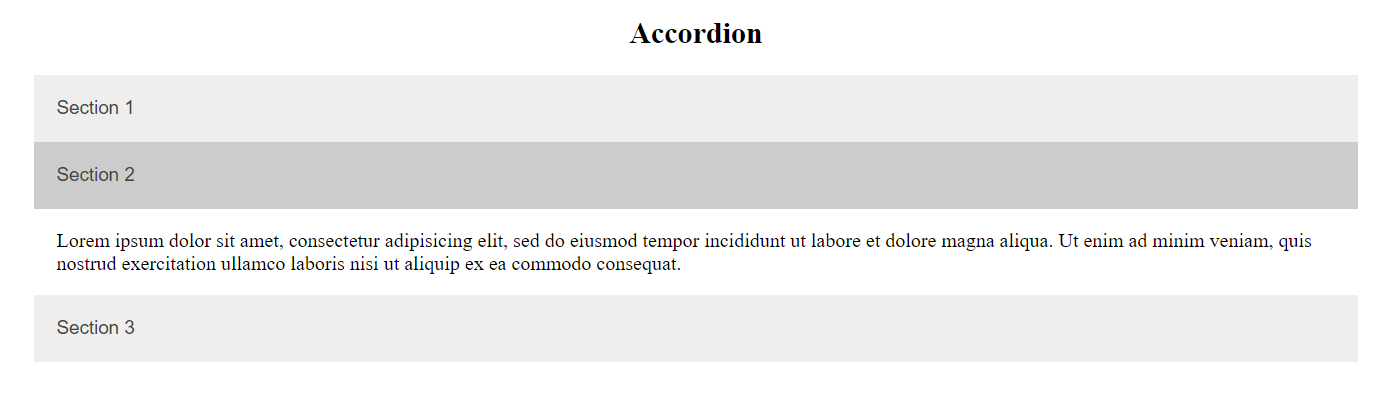 Accordion
Section 1
Section 2
Lorem ipsum dolor sit amet, consectetur adipisicing elit, sed do eiusmod tempor incididunt ut labore et dolore magna aliqua. Ut enim ad minim veniam, quis
nostrud exercitation ullamco laboris nisi ut aliquip ex ea commodo consequat.
Section 3